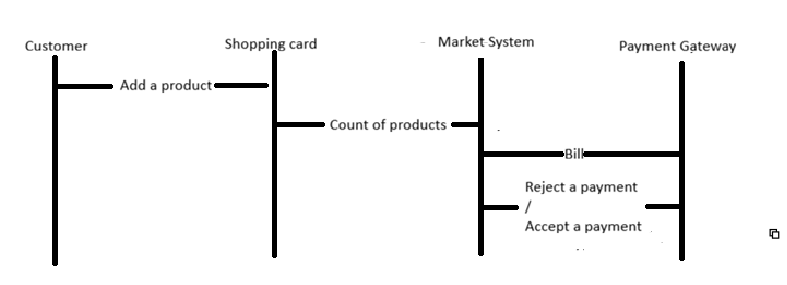 Customer
Shopping card
Market System
Payment Gateway
Add a product
Count of products
Bill
Reject a payment
/
Accept a payment